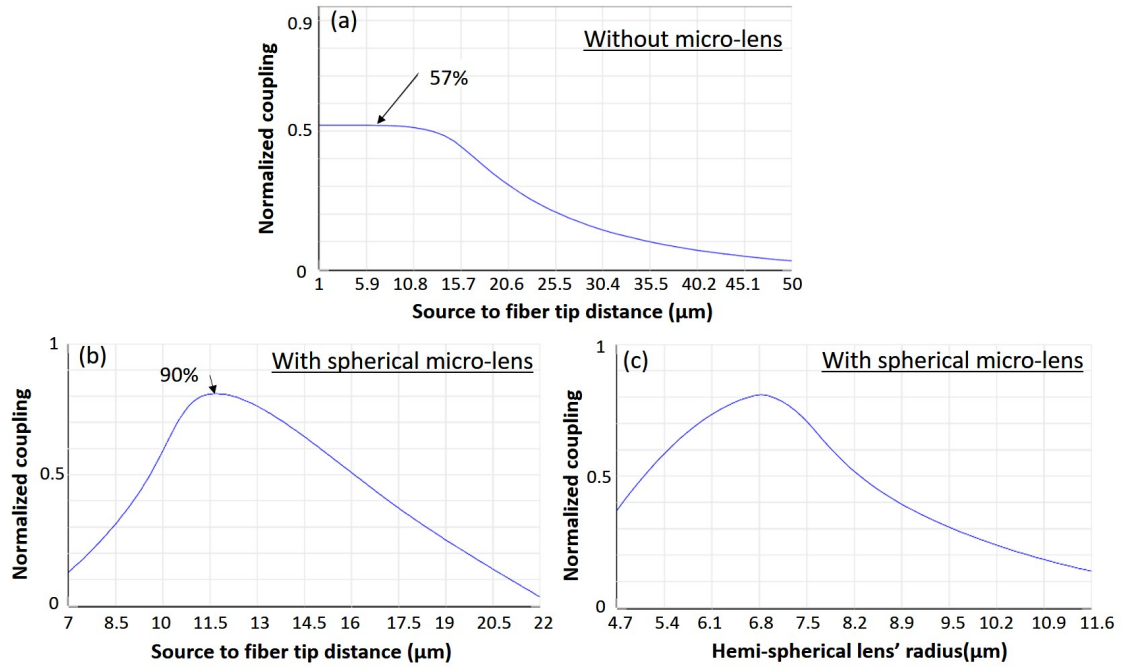 (a)
Without micro-lens
57%
0.9
0.5
0
Normalized coupling
1 5.9 10.8 15.7 20.6 25.5 30.4 35.5 40.2 45.1 50
Source to fiber tip distance (µm)
(b)
With spherical micro-lens
90%
1
0.5
0
Normalized coupling
7 8.5 10 11.5 13 14.5 16 17.5 19 20.5 22
Source to fiber tip distance (µm)
(c)
With spherical micro-lens
1
0.5
0
Normalized coupling
4.7 5.4 6.1 6.8 7.5 8.2 8.9 9.5 10.2 10.9 11.6
Hemi-spherical lens’ radius(µm)